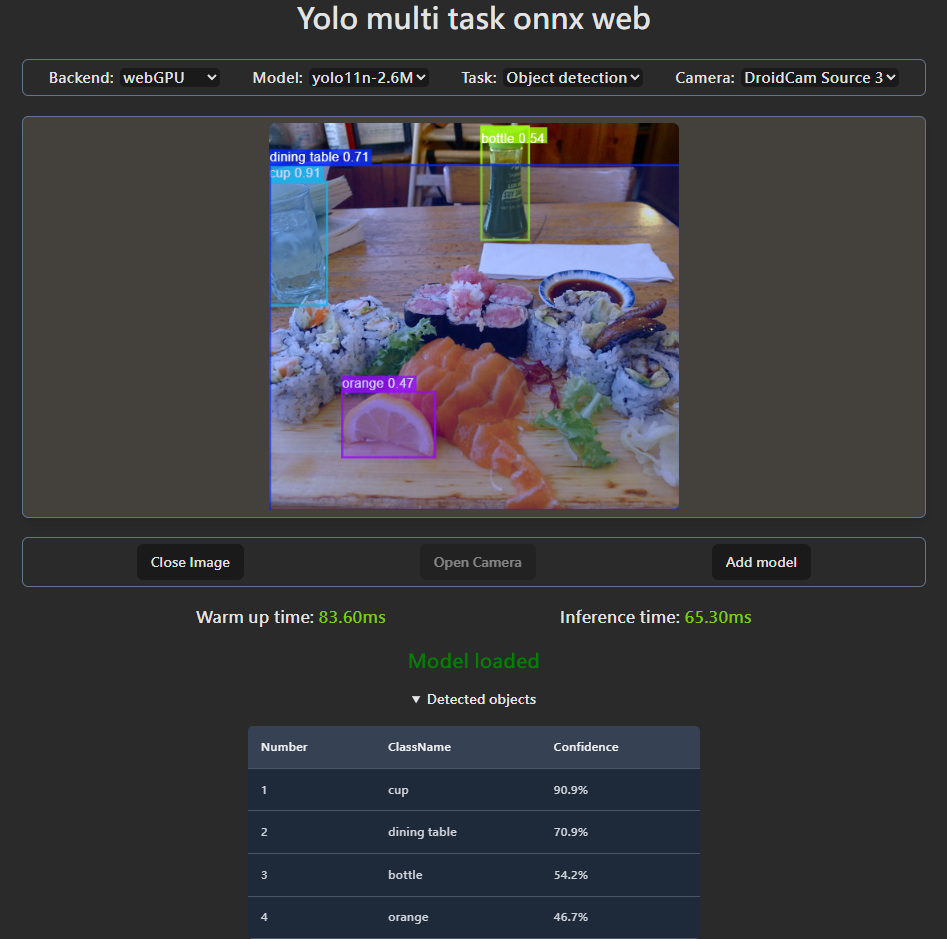 Yolo multi task onnx web
Backend: webGPU Model: yolo11n-2.6M Task: Object detection Camera: DroidCam Source 3
bottle 0.54
dining table 0.71
cup 0.91
orange 0.47
Close Image Open Camera Add model
Warm up time: 83.60ms Inference time: 65.30ms
Model loaded
▼ Detected objects
Number ClassName Confidence
1 cup 90.9%
2 dining table 70.9%
3 bottle 54.2%
4 orange 46.7%